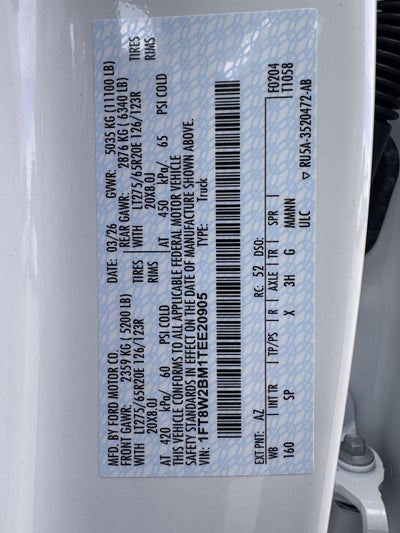 MFD. BY FORD MOTOR CO.
DATE: 03/26 GVWR: 5035 KG (11100 LB)
FRONT GAWR: 2359 KG (5200 LB) REAR GAWR: 2876 KG (6340 LB)
WITH LT275/65R20E 126/123R TIRES WITH LT275/65R20E 126/123R TIRES
20X8.0J RIMS 20X8.0J RIMS
AT 420 kPa/ 60 PSI COLD AT 450 kPa/ 65 PSI COLD
THIS VEHICLE CONFORMS TO ALL APPLICABLE FEDERAL MOTOR VEHICLE
SAFETY STANDARDS IN EFFECT ON THE DATE OF MANUFACTURE SHOWN ABOVE.
VIN: 1FT8W2BM1TEE20905 TYPE: Truck
F0204
T1058
EXT PNT: AZ RC: 52 DSO:
WB INT TR TP/PS R AXLE TR SPR
160 SP X 3H G MMMNN
ULC
▽ RU5A-3520472-AB